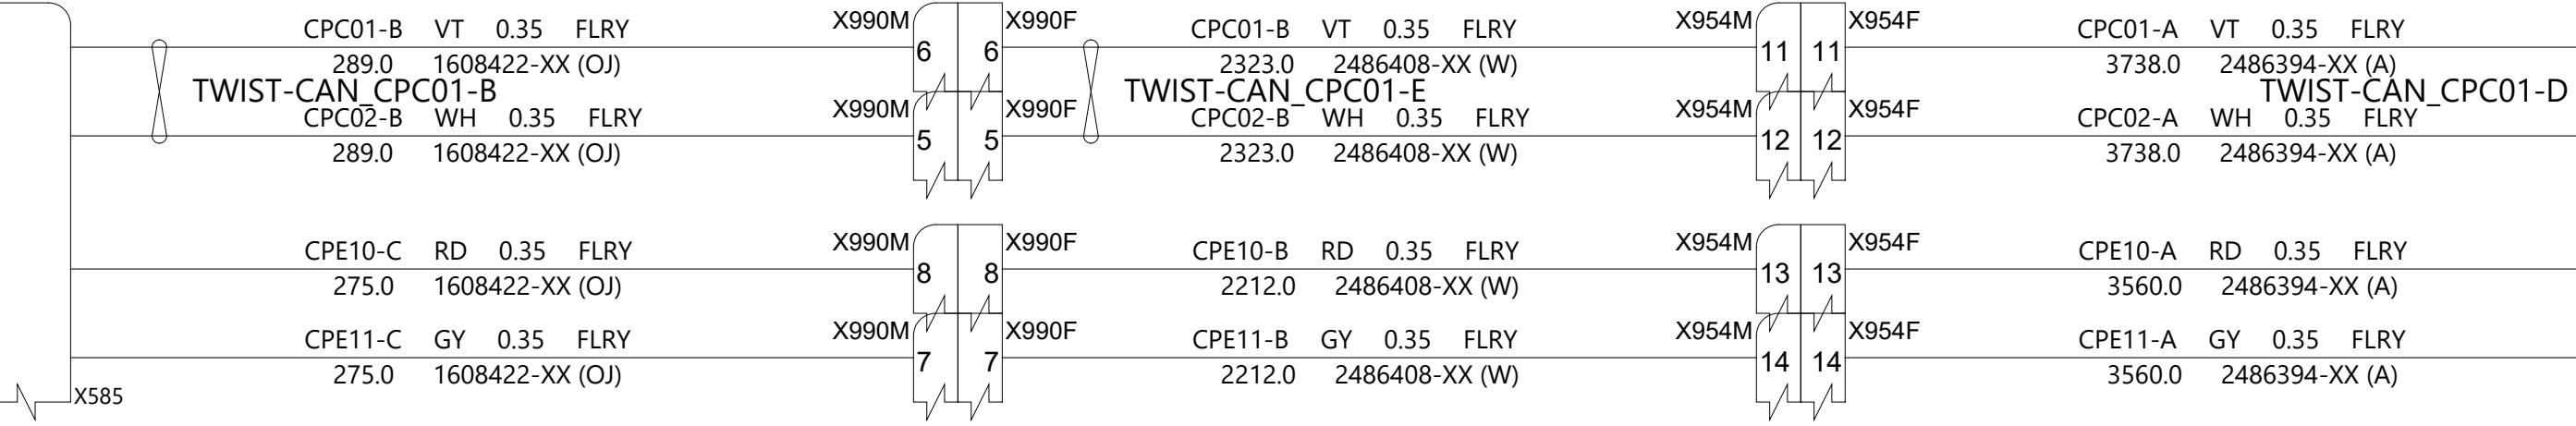 X990M X990F X954M X954F
CPC01-B VT 0.35 FLRY CPC01-B VT 0.35 FLRY CPC01-A VT 0.35 FLRY
6 6 11 11
289.0 1608422-XX (OJ) 2323.0 2486408-XX (W) 3738.0 2486394-XX (A)
TWIST-CAN_CPC01-B TWIST-CAN_CPC01-E TWIST-CAN_CPC01-D
X990M X990F X954M X954F
CPC02-B WH 0.35 FLRY CPC02-B WH 0.35 FLRY CPC02-A WH 0.35 FLRY
5 5 12 12
289.0 1608422-XX (OJ) 2323.0 2486408-XX (W) 3738.0 2486394-XX (A)
X990M X990F X954M X954F
CPE10-C RD 0.35 FLRY CPE10-B RD 0.35 FLRY CPE10-A RD 0.35 FLRY
8 8 13 13
275.0 1608422-XX (OJ) 2212.0 2486408-XX (W) 3560.0 2486394-XX (A)
X990M X990F X954M X954F
CPE11-C GY 0.35 FLRY CPE11-B GY 0.35 FLRY CPE11-A GY 0.35 FLRY
7 7 14 14
275.0 1608422-XX (OJ) 2212.0 2486408-XX (W) 3560.0 2486394-XX (A)
X585